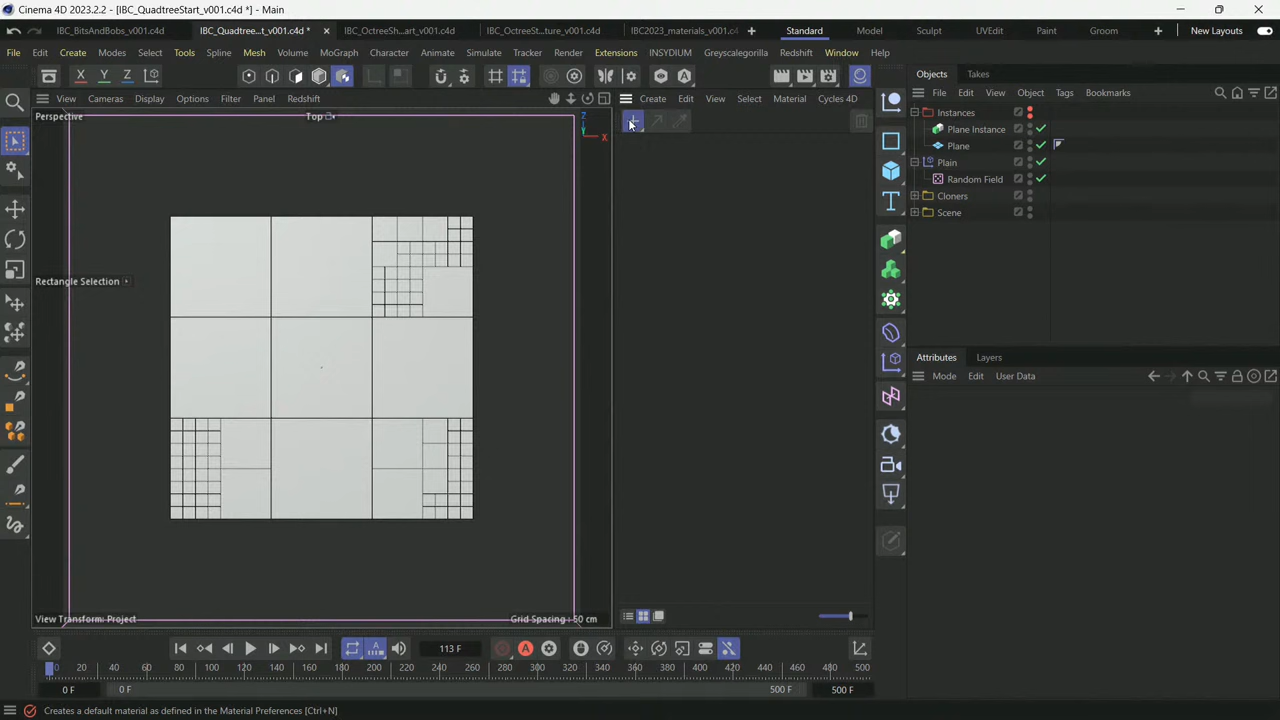 Cinema 4D 2023.2.2 - [IBC_QuadtreeStart_v001.c4d *] - Main
IBC_BitsAndBobs_v001.c4d
IBC_Quadtree...t_v001.c4d *
IBC_OctreeSh...art_v001.c4d
IBC_OctreeSt...ture_v001.c4d
IBC2023_materials_v001.c4d
Standard
Model
Sculpt
UVEdit
Paint
Groom
New Layouts
File
Edit
Create
Modes
Select
Tools
Spline
Mesh
Volume
MoGraph
Character
Animate
Simulate
Tracker
Render
Extensions
INSYDIUM
Greyscalegorilla
Redshift
Window
Help
X
Y
Z
View
Cameras
Display
Options
Filter
Panel
Redshift
Create
Edit
View
Select
Material
Cycles 4D
Objects
Takes
File
Edit
View
Object
Tags
Bookmarks
Perspective
Top
Z
Y
X
Rectangle Selection
View Transform: Project
Grid Spacing : 50 cm
Instances
Plane Instance
Plane
Plain
Random Field
Cloners
Scene
Attributes
Layers
Mode
Edit
User Data
113 F
0
20
40
60
80
100
120
140
160
180
200
220
240
260
280
300
320
340
360
380
400
420
440
460
480
500
0 F
0 F
500 F
500 F
Creates a default material as defined in the Material Preferences [Ctrl+N]